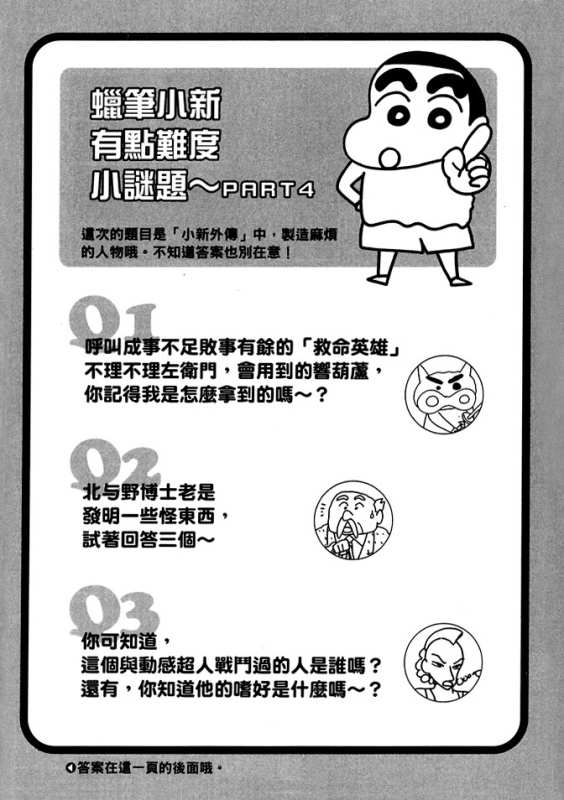 蠟筆小新
有點難度
小謎題～PART4
這次的題目是「小新外傳」中，製造麻煩
的人物哦。不知道答案也別在意！
Q1
呼叫成事不足敗事有餘的「救命英雄」
不理不理左衛門，會用到的響葫蘆，
你記得我是怎麼拿到的嗎～？
Q2
北与野博士老是
發明一些怪東西，
試著回答三個～
Q3
你可知道，
這個與動感超人戰鬥過的人是誰嗎？
還有，你知道他的嗜好是什麼嗎～？
答案在這一頁的後面哦。